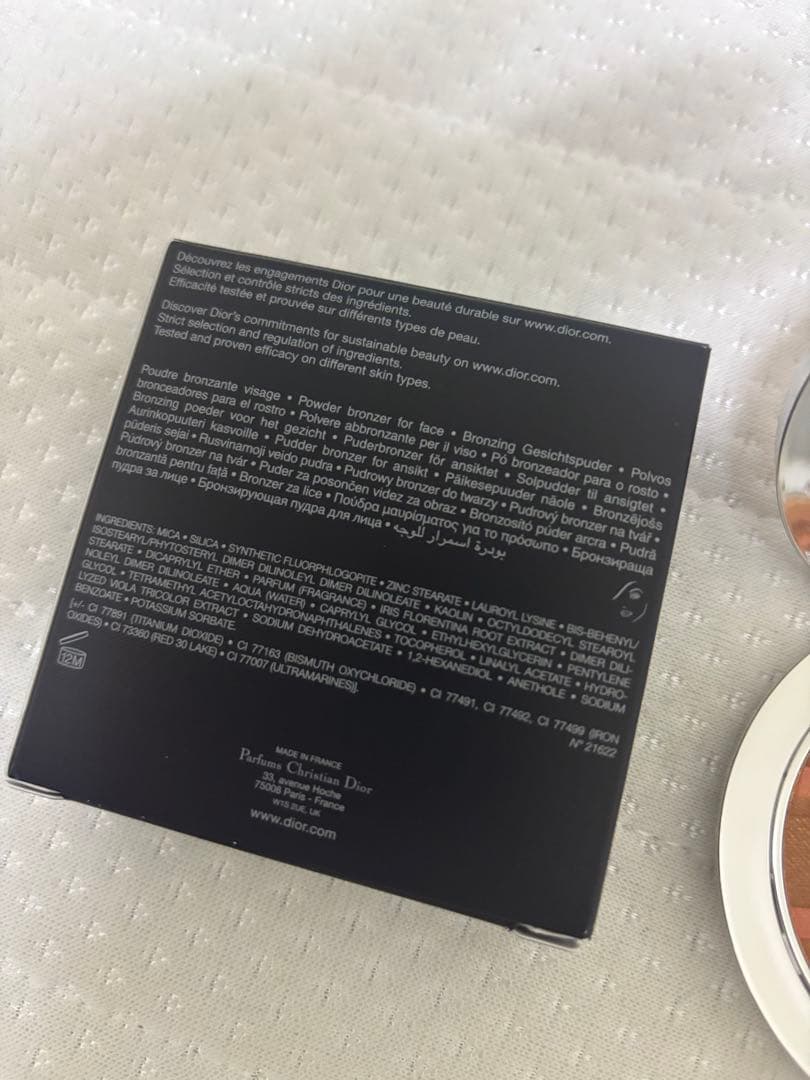 Découvrez les engagements Dior pour une beauté durable sur www.dior.com.
Sélection et contrôle stricts des ingrédients.
Efficacité testée et prouvée sur différents types de peau.
Discover Dior's commitments for sustainable beauty on www.dior.com.
Strict selection and regulation of ingredients.
Tested and proven efficacy on different skin types.
Poudre bronzante visage • Powder bronzer for face • Bronzing Gesichtspuder • Polvos
bronceadores para el rostro • Polvere abbronzante per il viso • Pó bronzeador para o rosto •
Bronzing poeder voor het gezicht • Puderbronzer för ansiktet • Solpudder til ansigtet •
Aurinkopuuteri kasvoille • Pudder bronzer for ansikt • Päikesepuuder näole • Bronzējošs
pūderis sejai • Rusvinamoji veido pudra • Pudrowy bronzer do twarzy • Pudrový bronzer na tvář •
Púdrový bronzer na tvár • Puder za posončen videz za obraz • Bronzosító púder arcra • Pudră
bronzantă pentru față • Bronzer za lice • Πούδρα μαυρίσματος για το πρόσωπο • Бронзираща
пудра за лице • Бронзирующая пудра для лица • بودرة اسمرار للوجه
INGREDIENTS: MICA • SILICA • SYNTHETIC FLUORPHLOGOPITE • ZINC STEARATE • LAUROYL LYSINE • BIS-BEHENYL/
ISOSTEARYL/PHYTOSTERYL DIMER DILINOLEYL DIMER DILINOLEATE • KAOLIN • OCTYLDODECYL STEAROYL
STEARATE • DICAPRYLYL ETHER • PARFUM (FRAGRANCE) • IRIS FLORENTINA ROOT EXTRACT • DIMER DILI-
NOLEYL DIMER DILINOLEATE • AQUA (WATER) • CAPRYLYL GLYCOL • ETHYLHEXYLGLYCERIN • PENTYLENE
GLYCOL • TETRAMETHYL ACETYLOCTAHYDRONAPHTHALENES • TOCOPHEROL • LINALYL ACETATE • HYDRO-
LYZED VIOLA TRICOLOR EXTRACT • SODIUM DEHYDROACETATE • 1,2-HEXANEDIOL • ANETHOLE • SODIUM
BENZOATE • POTASSIUM SORBATE.
[+/- CI 77891 (TITANIUM DIOXIDE) • CI 77163 (BISMUTH OXYCHLORIDE) • CI 77491, CI 77492, CI 77499 (IRON
OXIDES) • CI 73360 (RED 30 LAKE) • CI 77007 (ULTRAMARINES)].
N° 21622
12M
MADE IN FRANCE
Parfums Christian Dior
33, avenue Hoche
75008 Paris - France
W1S 2UE, UK
www.dior.com